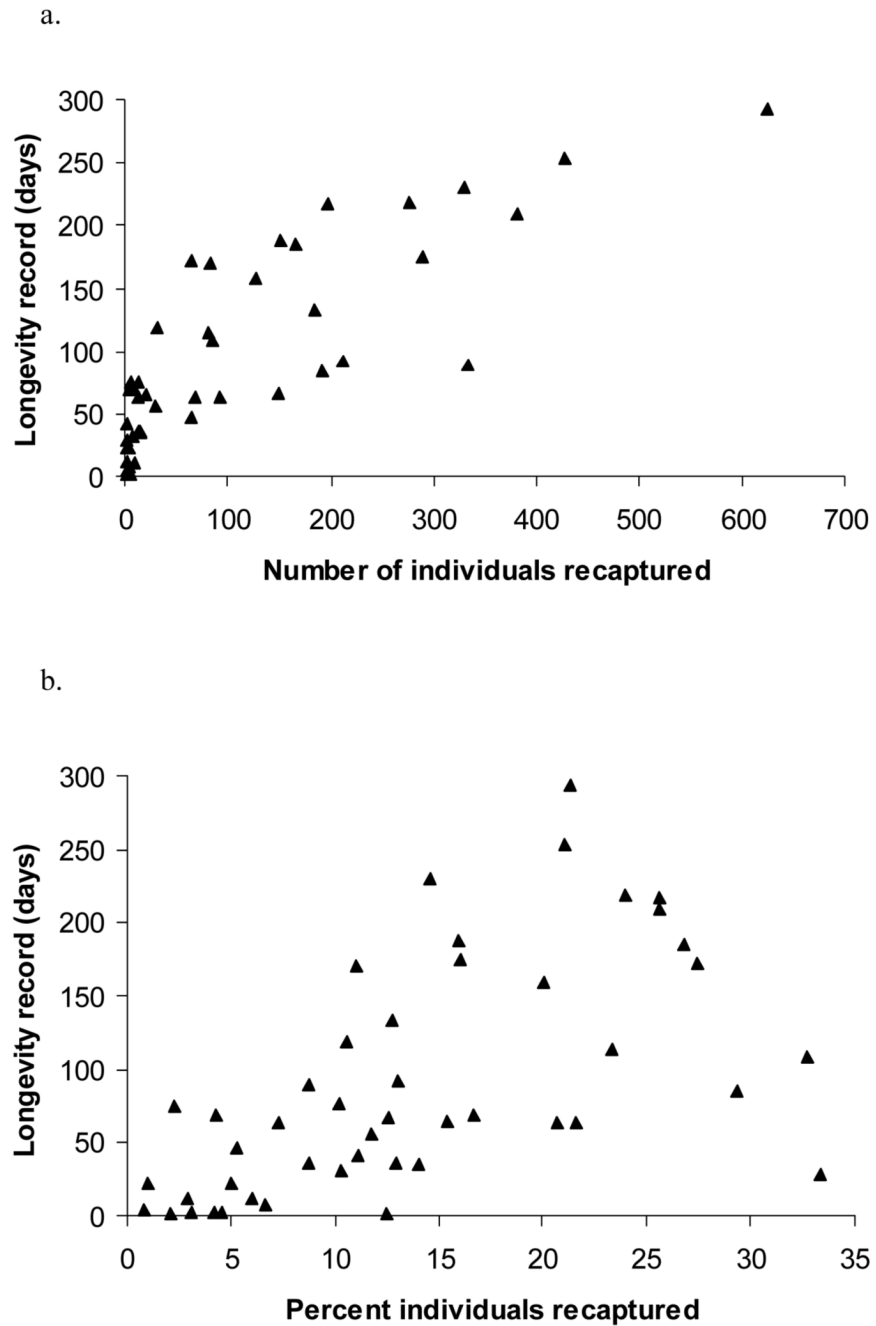 a.
300
250
200
150
100
50
0
Longevity record (days)
0 100 200 300 400 500 600 700
Number of individuals recaptured
b.
300
250
200
150
100
50
0
Longevity record (days)
0 5 10 15 20 25 30 35
Percent individuals recaptured